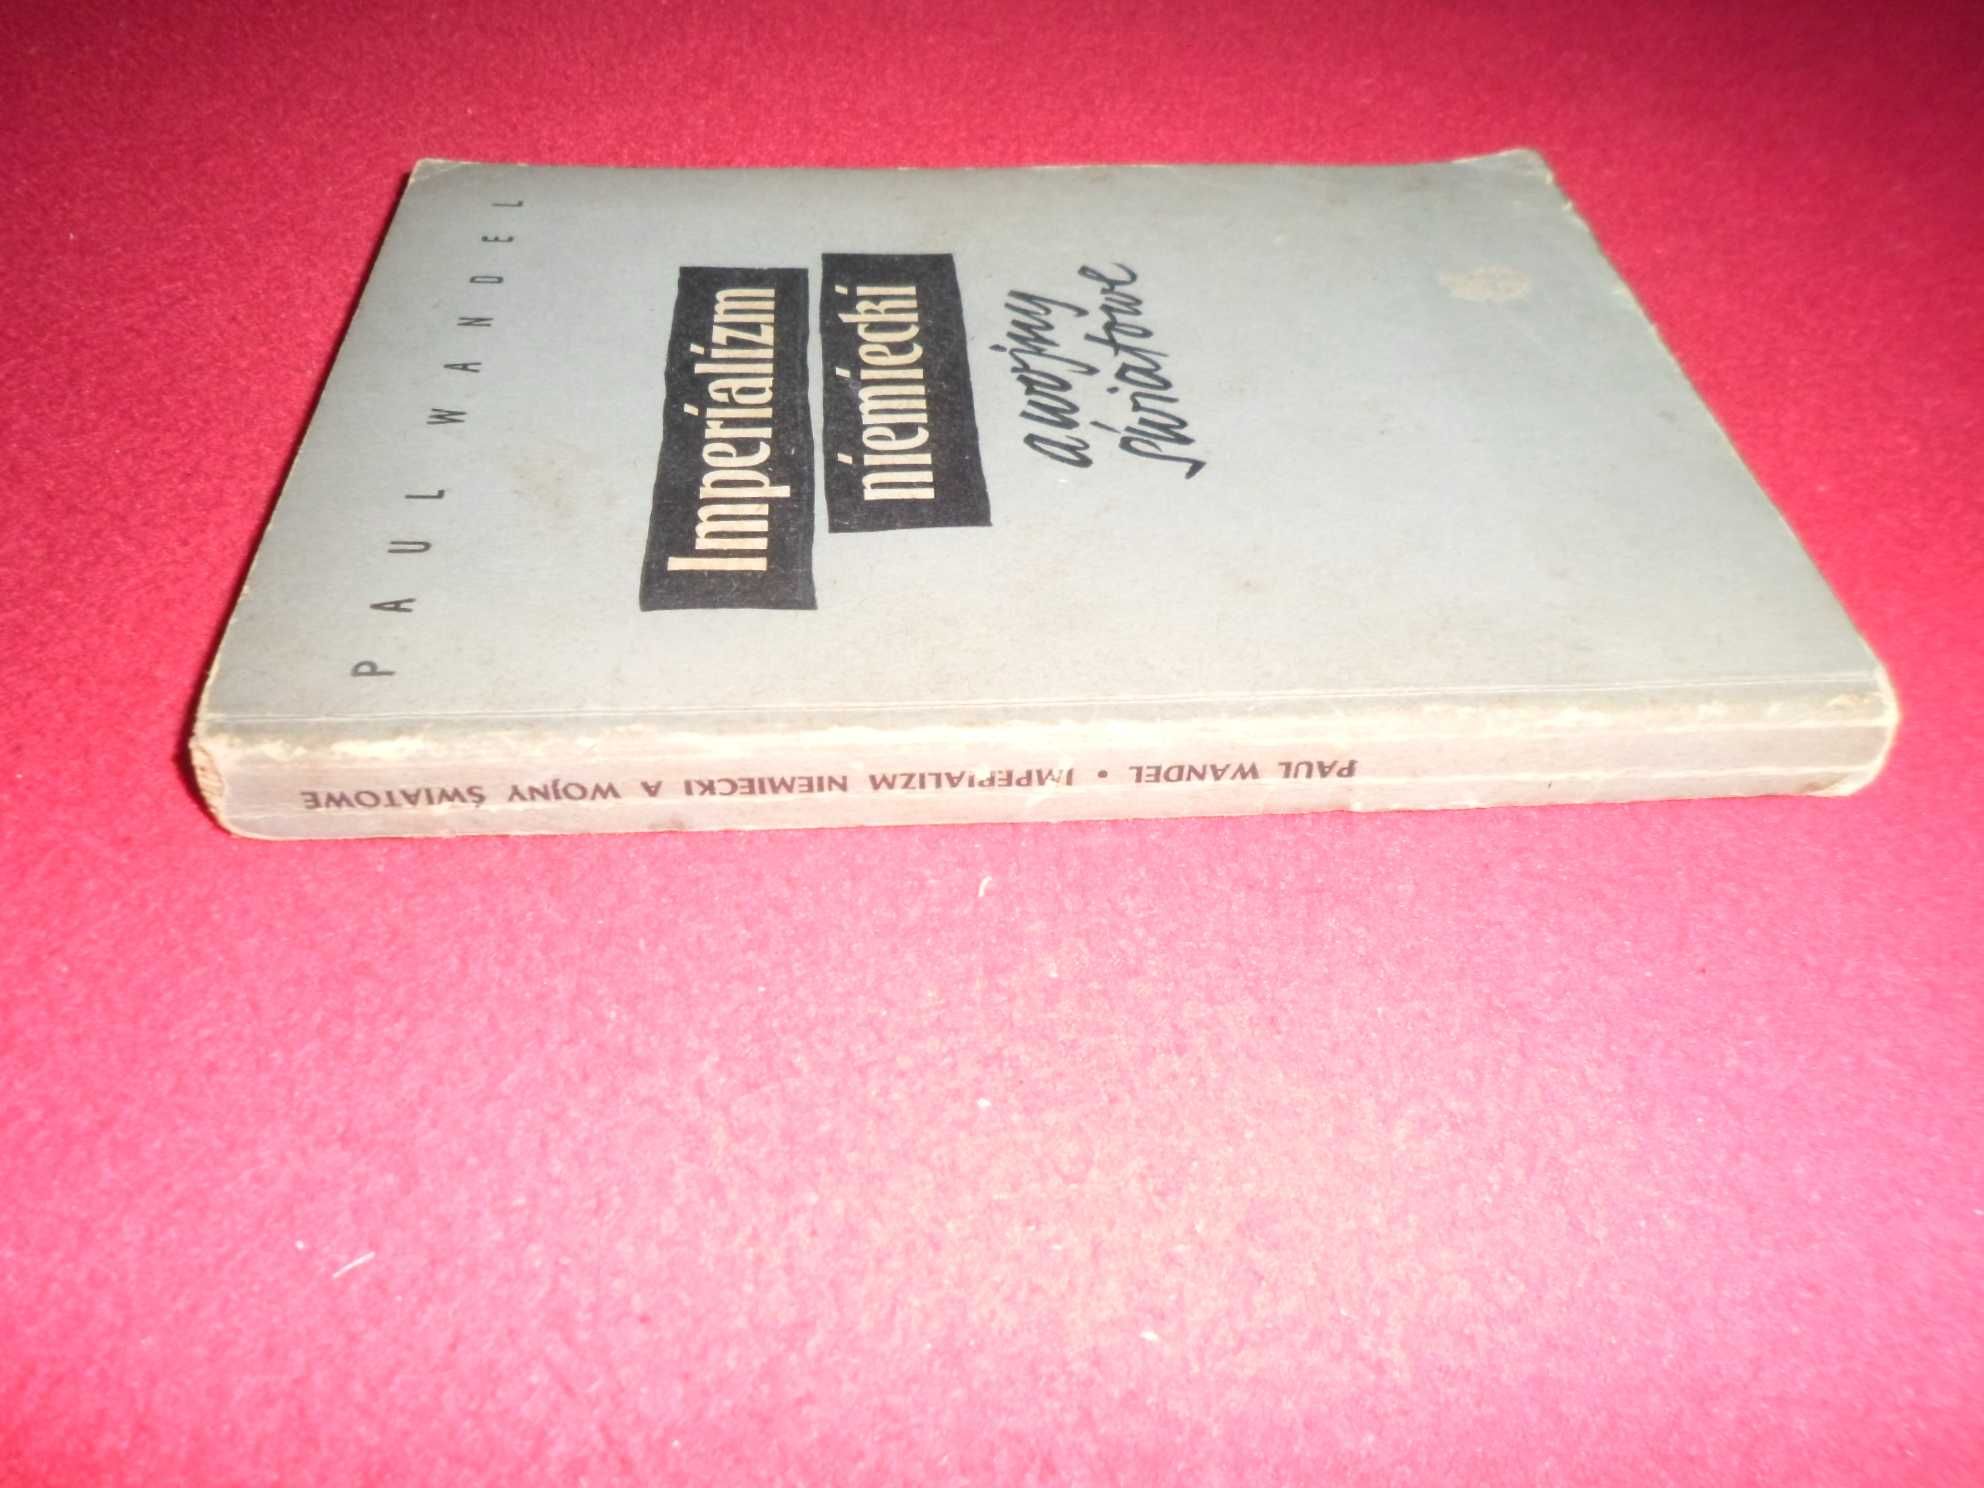 PAUL WANDEL
Imperializm
niemiecki
a wojny
światowe
PAUL WANDEL • IMPERIALIZM NIEMIECKI A WOJNY ŚWIATOWE